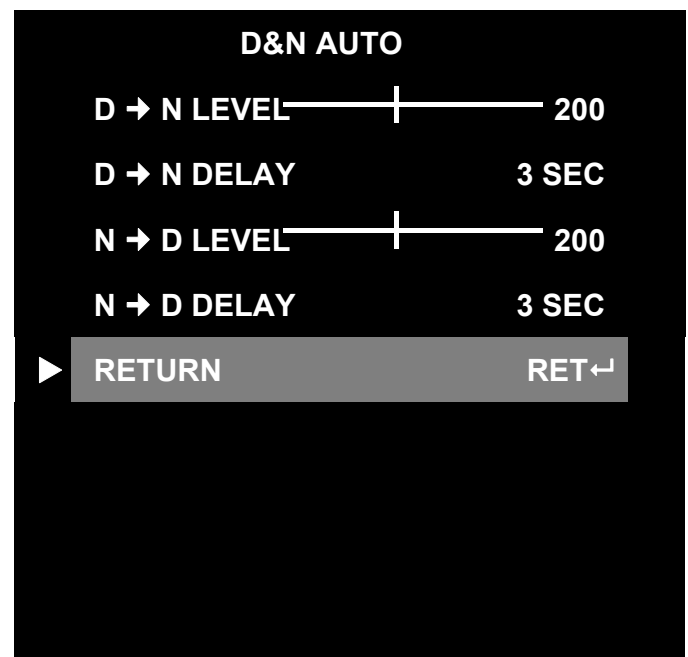 D&N AUTO
D → N LEVEL 200
D → N DELAY 3 SEC
N → D LEVEL 200
N → D DELAY 3 SEC
RETURN RET↵